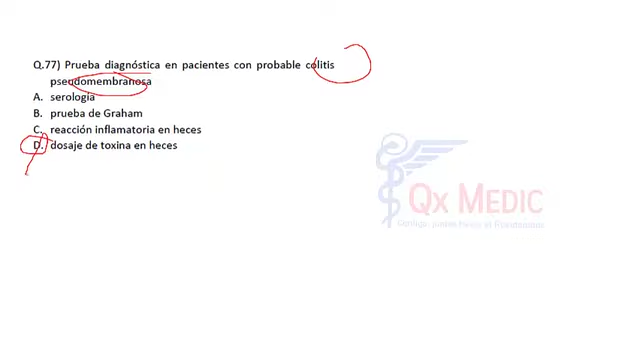 Q.77) Prueba diagnóstica en pacientes con probable colitis
pseudomembranosa
A. serología
B. prueba de Graham
C. reacción inflamatoria en heces
D. dosaje de toxina en heces
QX MEDIC